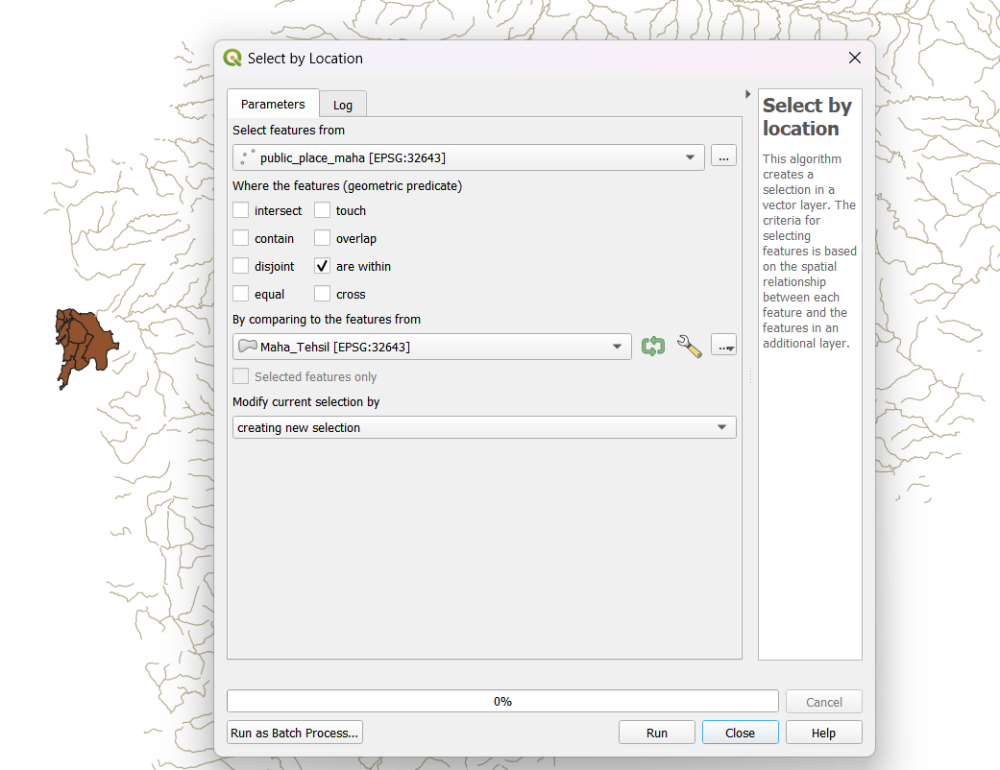 Select by Location
Parameters
Log
Select features from
public_place_maha [EPSG:32643]
...
Where the features (geometric predicate)
intersect
touch
contain
overlap
disjoint
are within
equal
cross
By comparing to the features from
Maha_Tehsil [EPSG:32643]
...
Selected features only
Modify current selection by
creating new selection
Select by
location
This algorithm
creates a
selection in a
vector layer. The
criteria for
selecting
features is based
on the spatial
relationship
between each
feature and the
features in an
additional layer.
0%
Cancel
Run as Batch Process...
Run
Close
Help